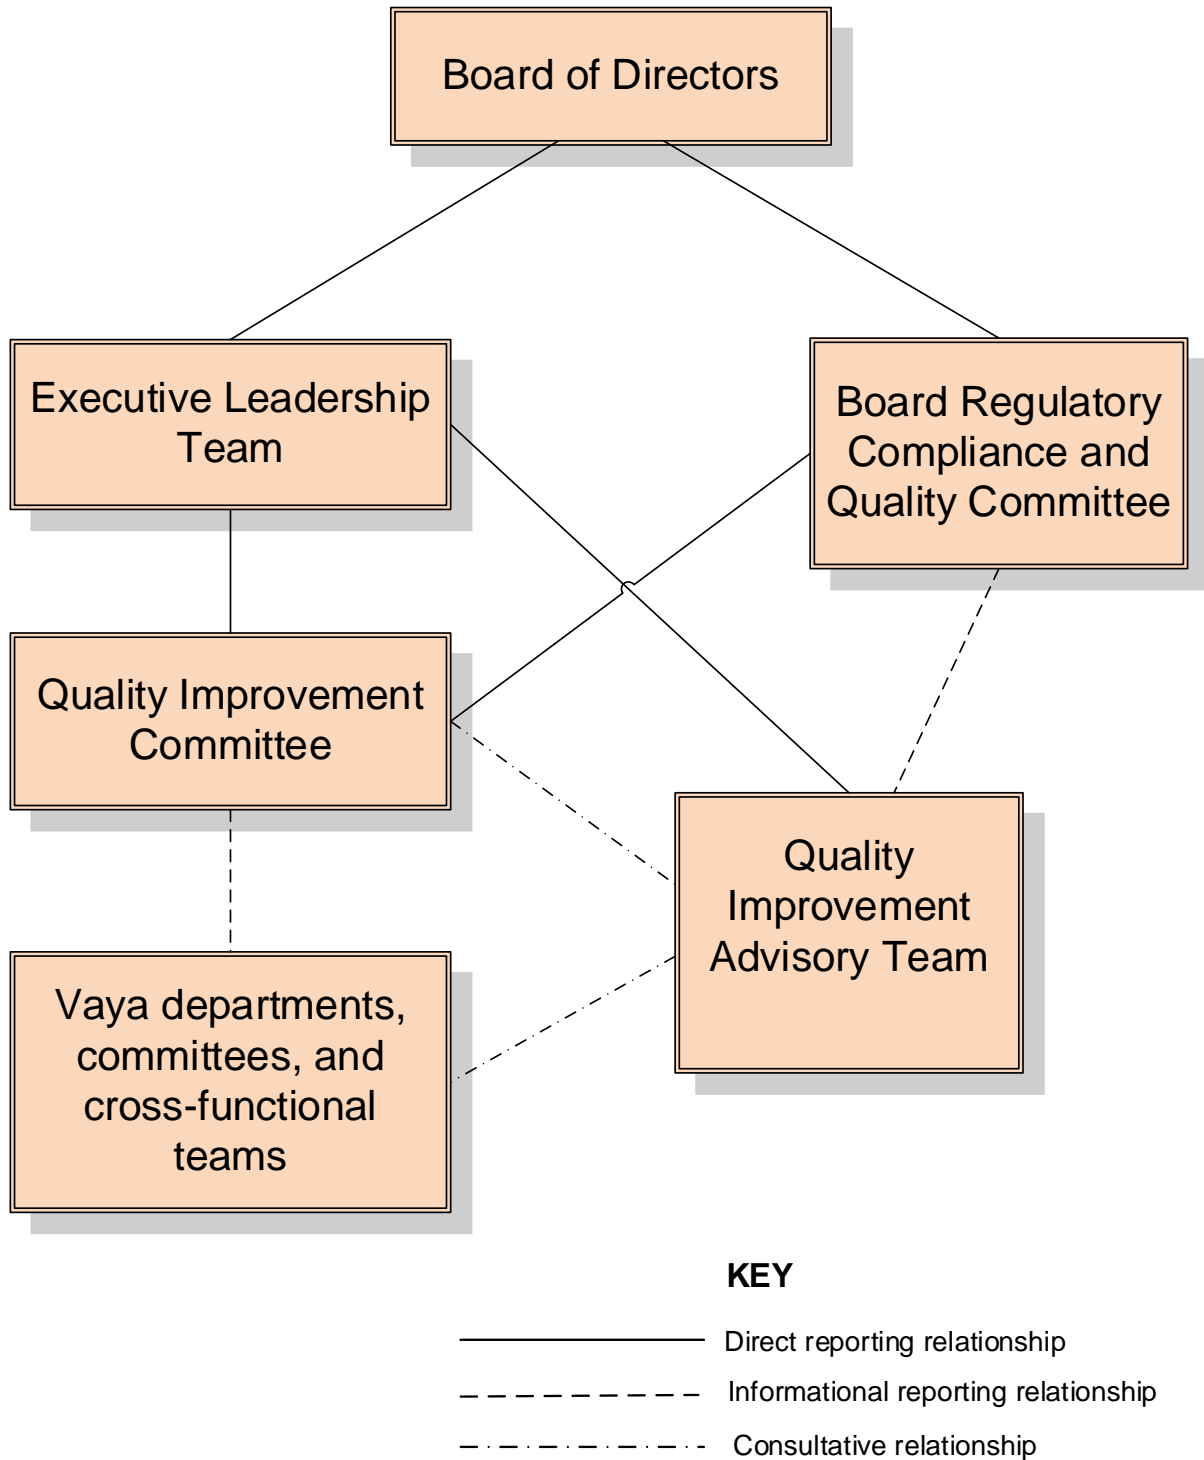 Board of Directors
Executive Leadership
Team
Board Regulatory
Compliance and
Quality Committee
Quality Improvement
Committee
Quality
Improvement
Advisory Team
Vaya departments,
committees, and
cross-functional
teams
KEY
Direct reporting relationship
Informational reporting relationship
Consultative relationship